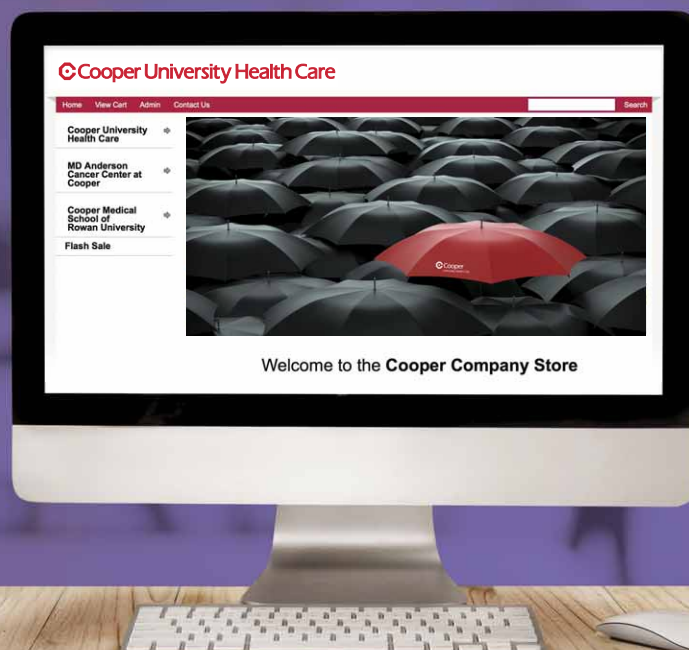 Cooper University Health Care
Home View Cart Admin Contact Us Search
Cooper University
Health Care
MD Anderson
Cancer Center at
Cooper
Cooper Medical
School of
Rowan University
Flash Sale
Cooper
Welcome to the Cooper Company Store